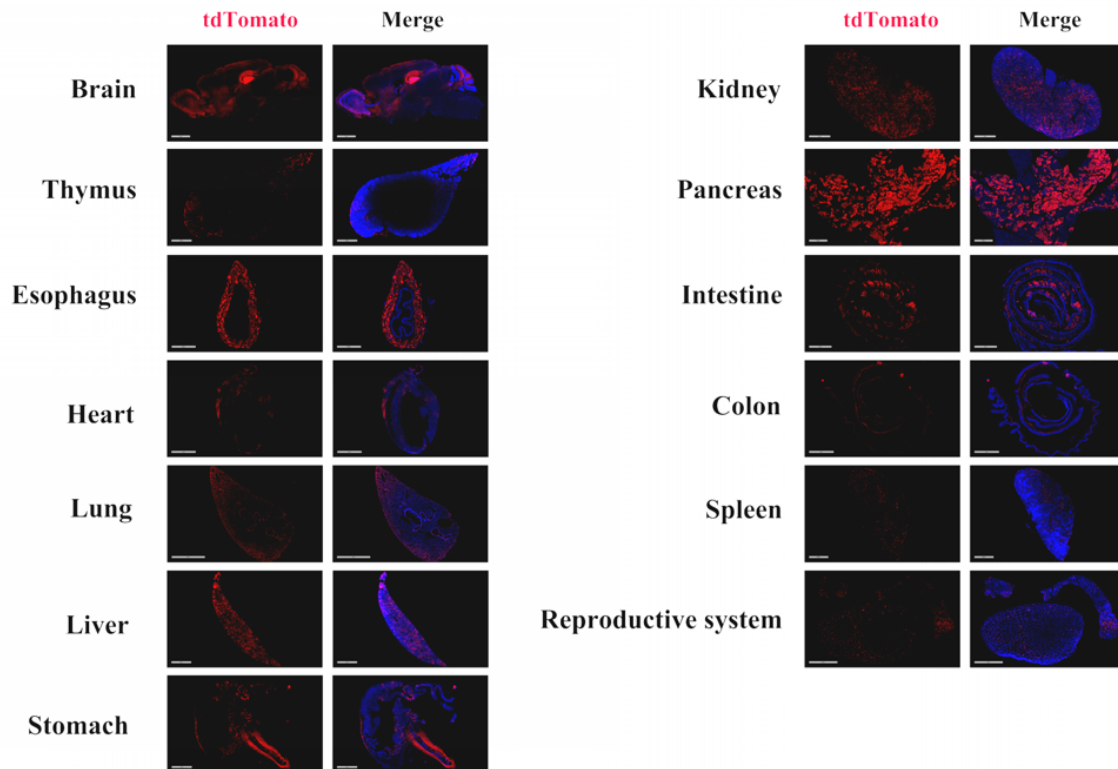 tdTomato Merge
Brain
Thymus
Esophagus
Heart
Lung
Liver
Stomach
tdTomato Merge
Kidney
Pancreas
Intestine
Colon
Spleen
Reproductive system